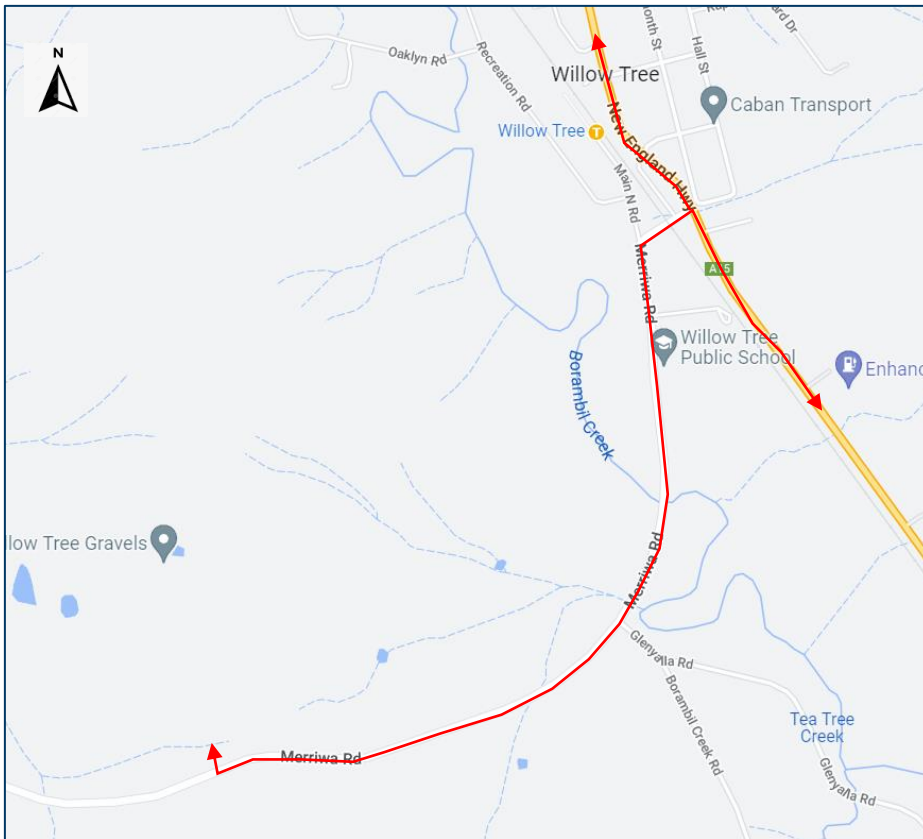 N
Oaklyn Rd
Recreation Rd
Willow Tree
Hall St
Caban Transport
Willow Tree
T
New England Hwy
Main N Rd
Merriwa Rd
Willow Tree
Public School
Borambil Creek
Enhanc
llow Tree Gravels
Merriwa Rd
Glenyalla Rd
Borambil Creek Rd
Tea Tree
Creek
Glenyalla Rd
Merriwa Rd